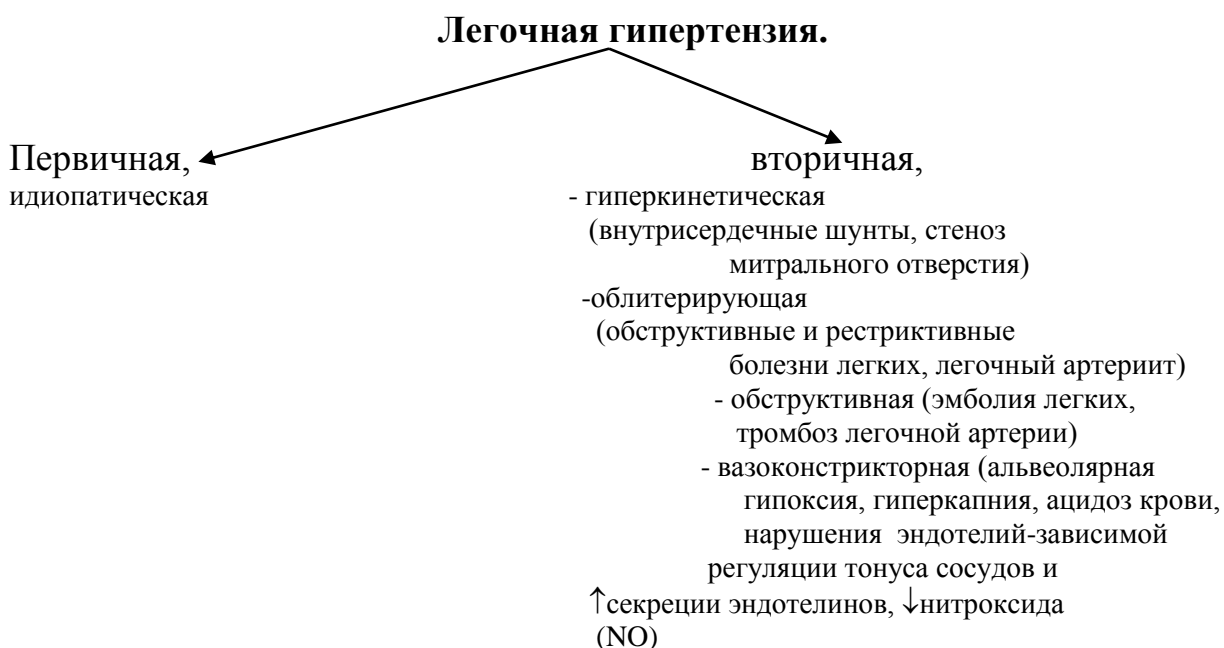 Легочная гипертензия.
Первичная,
идиопатическая
вторичная,
- гиперкинетическая
(внутрисердечные шунты, стеноз
митрального отверстия)
-облитерирующая
(обструктивные и рестриктивные
болезни легких, легочный артериит)
- обструктивная (эмболия легких,
тромбоз легочной артерии)
- вазоконстрикторная (альвеолярная
гипоксия, гиперкапния, ацидоз крови,
нарушения эндотелий-зависимой
регуляции тонуса сосудов и
↑секреции эндотелинов, ↓нитроксида
(NO)